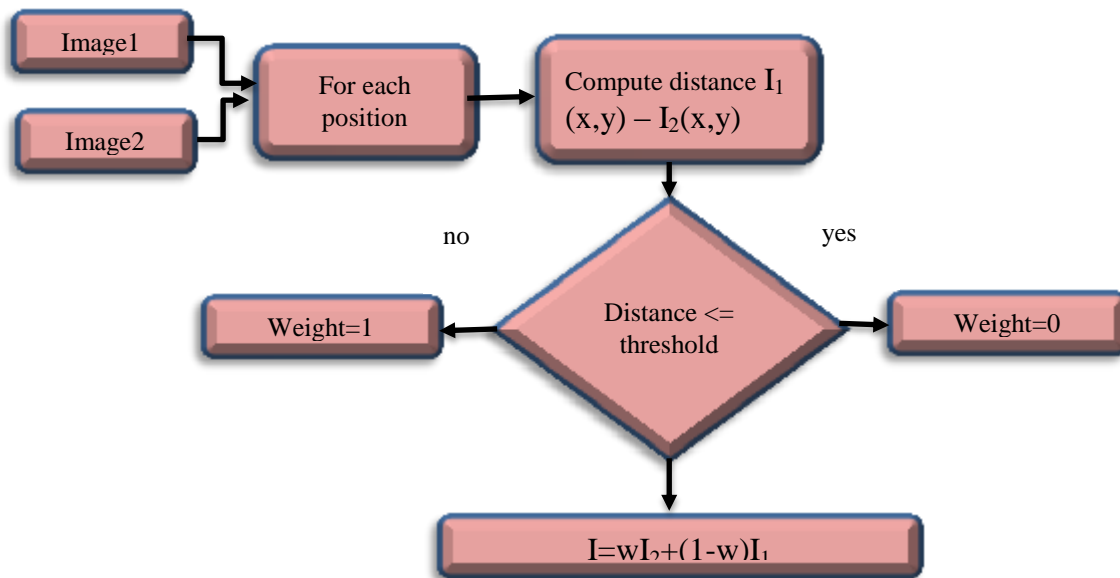 Image1
Image2
For each
position
Compute distance I₁
(x,y) – I₂(x,y)
no
yes
Distance <=
threshold
Weight=1
Weight=0
I=wI₂+(1-w)I₁